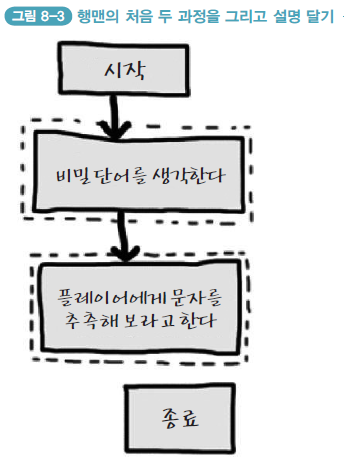 그림 8-3 행맨의 처음 두 과정을 그리고 설명 달기
시작
비밀 단어를 생각한다
플레이어에게 문자를
추측해 보라고 한다
종료